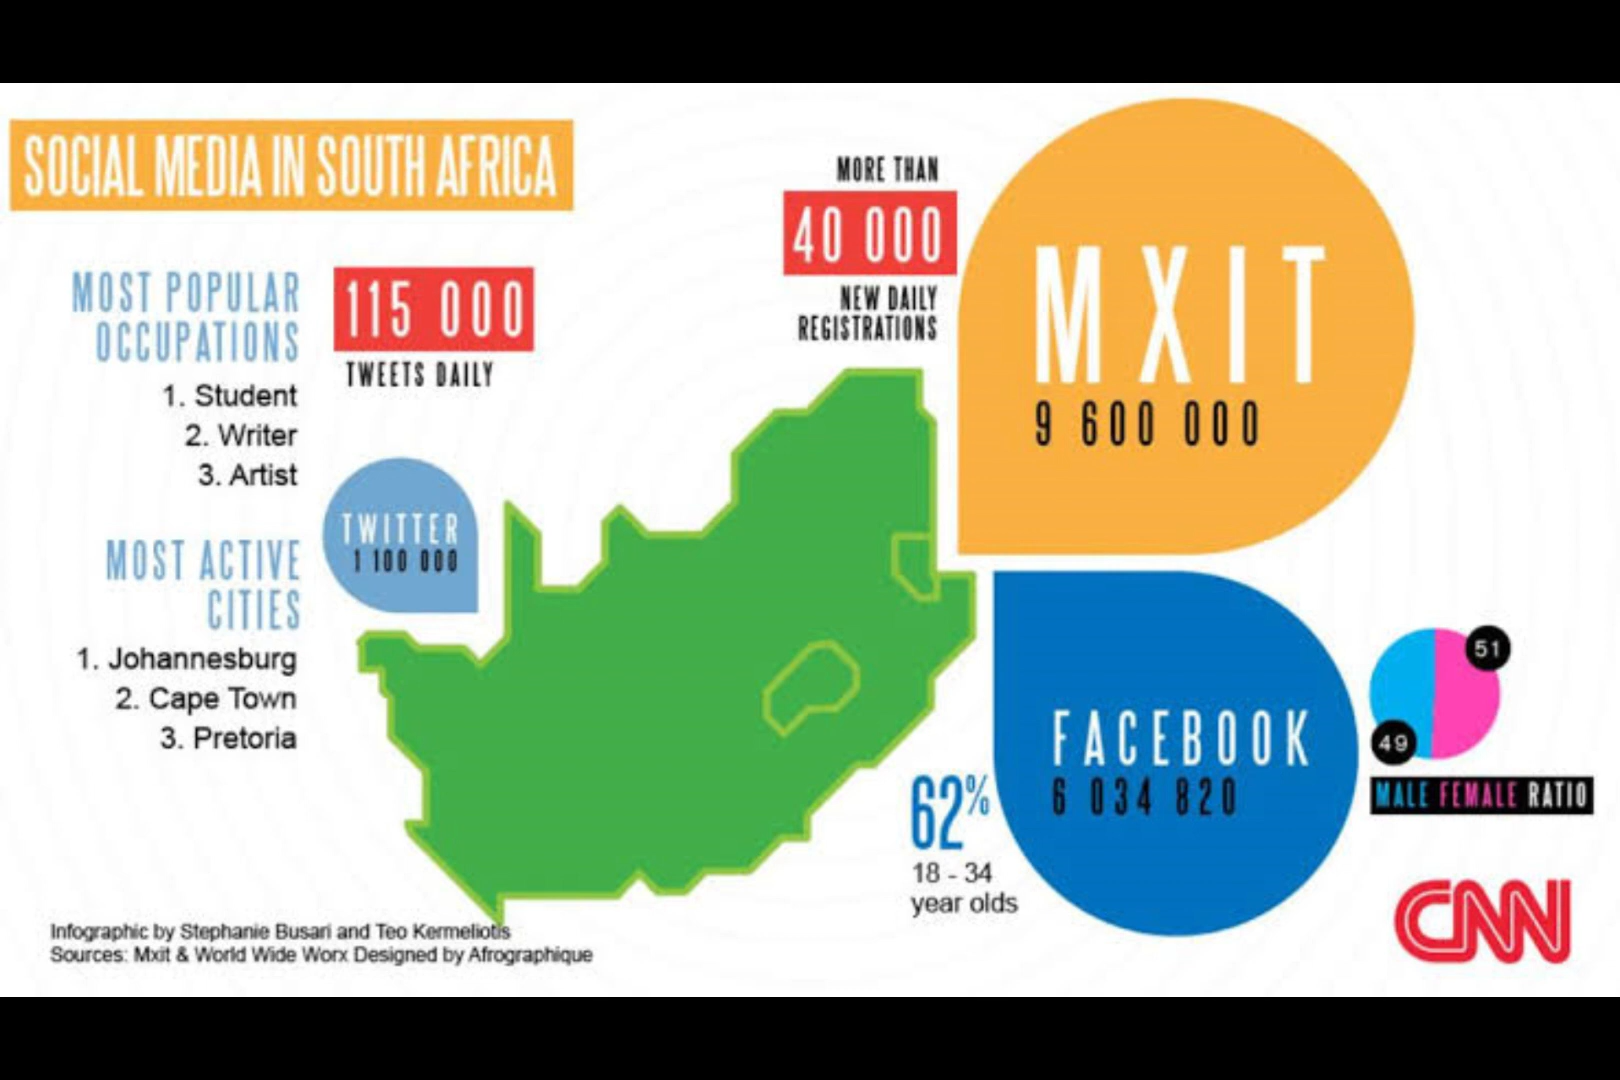 SOCIAL MEDIA IN SOUTH AFRICA
MOST POPULAR
OCCUPATIONS
1. Student
2. Writer
3. Artist
MOST ACTIVE
CITIES
1. Johannesburg
2. Cape Town
3. Pretoria
115 000
TWEETS DAILY
TWITTER
1 100 000
MORE THAN
40 000
NEW DAILY
REGISTRATIONS
MXIT
9 600 000
FACEBOOK
6 034 820
62%
18 - 34
year olds
51
49
MALE FEMALE RATIO
Infographic by Stephanie Busari and Teo Kermeliotis
Sources: Mxit & World Wide Worx Designed by Afrographique
CNN